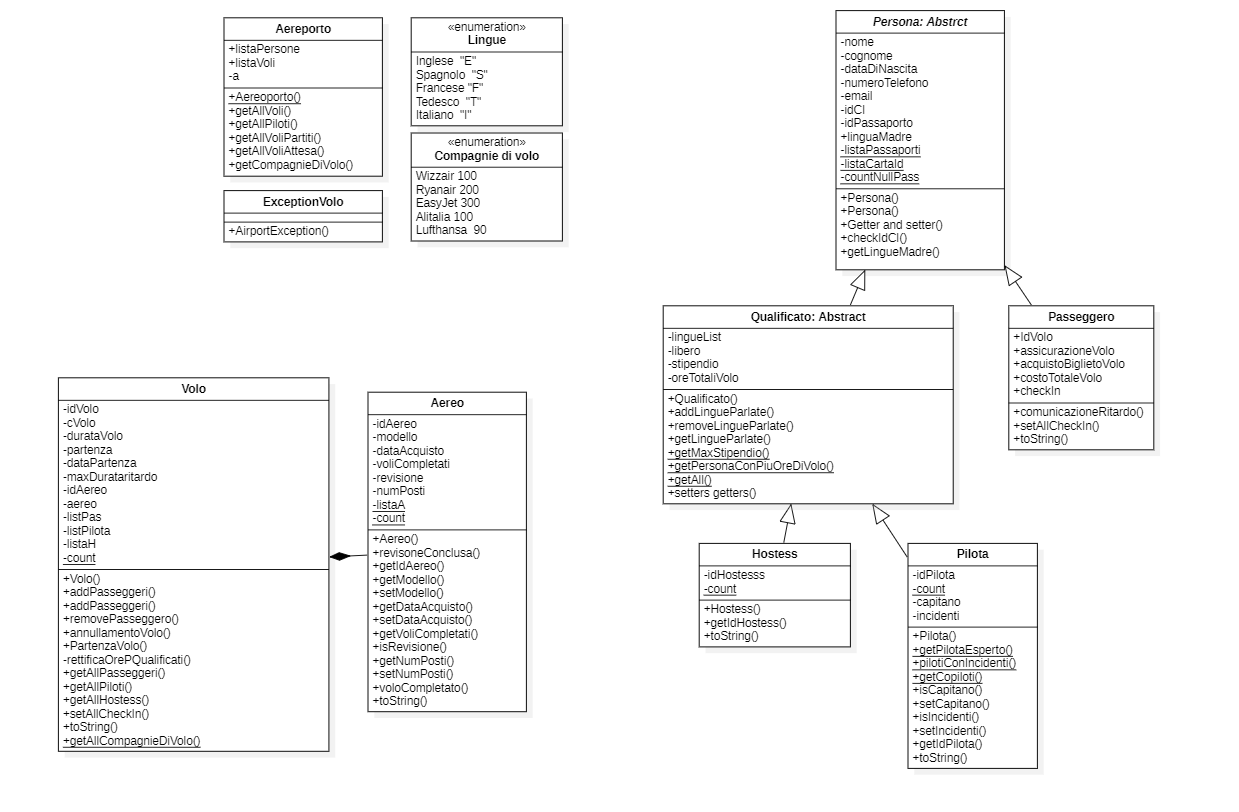 Aereporto
+listaPersone
+listaVoli
-a
+Aereoporto()
+getAllVoli()
+getAllPiloti()
+getAllVoliPartiti()
+getAllVoliAttesa()
+getCompagnieDiVolo()
ExceptionVolo
+AirportException()
«enumeration»
Lingue
Inglese "E"
Spagnolo "S"
Francese "F"
Tedesco "T"
Italiano "I"
«enumeration»
Compagnie di volo
Wizzair 100
Ryanair 200
EasyJet 300
Alitalia 100
Lufthansa 90
Persona: Abstrct
-nome
-cognome
-dataDiNascita
-numeroTelefono
-email
-idCI
-idPassaporto
+linguaMadre
-listaPassaporti
-listaCartaId
-countNullPass
+Persona()
+Persona()
+Getter and setter()
+checkIdCI()
+getLingueMadre()
Qualificato: Abstract
-lingueList
-libero
-stipendio
-oreTotaliVolo
+Qualificato()
+addLingueParlate()
+removeLingueParlate()
+getLingueParlate()
+getMaxStipendio()
+getPersonaConPiuOreDiVolo()
+getAll()
+setters getters()
Passeggero
+IdVolo
+assicurazioneVolo
+acquistoBiglietoVolo
+costoTotaleVolo
+checkIn
+comunicazioneRitardo()
+setAllCheckIn()
+toString()
Volo
-idVolo
-cVolo
-durataVolo
-partenza
-dataPartenza
-maxDurataritardo
-idAereo
-aereo
-listPas
-listPilota
-listaH
-count
+Volo()
+addPasseggeri()
+addPasseggeri()
+removePasseggero()
+annullamentoVolo()
+PartenzaVolo()
-rettificaOrePQualificati()
+getAllPasseggeri()
+getAllPiloti()
+getAllHostess()
+setAllCheckIn()
+toString()
+getAllCompagnieDiVolo()
Aereo
-idAereo
-modello
-dataAcquisto
-voliCompletati
-revisione
-numPosti
-listaA
-count
+Aereo()
+revisoneConclusa()
+getIdAereo()
+getModello()
+setModello()
+getDataAcquisto()
+setDataAcquisto()
+getVoliCompletati()
+isRevisione()
+getNumPosti()
+setNumPosti()
+voloCompletato()
+toString()
Hostess
-idHostesss
-count
+Hostess()
+getIdHostess()
+toString()
Pilota
-idPilota
-count
-capitano
-incidenti
+Pilota()
+getPilotaEsperto()
+pilotiConIncidenti()
+getCopiloti()
+isCapitano()
+setCapitano()
+isIncidenti()
+setIncidenti()
+getIdPilota()
+toString()